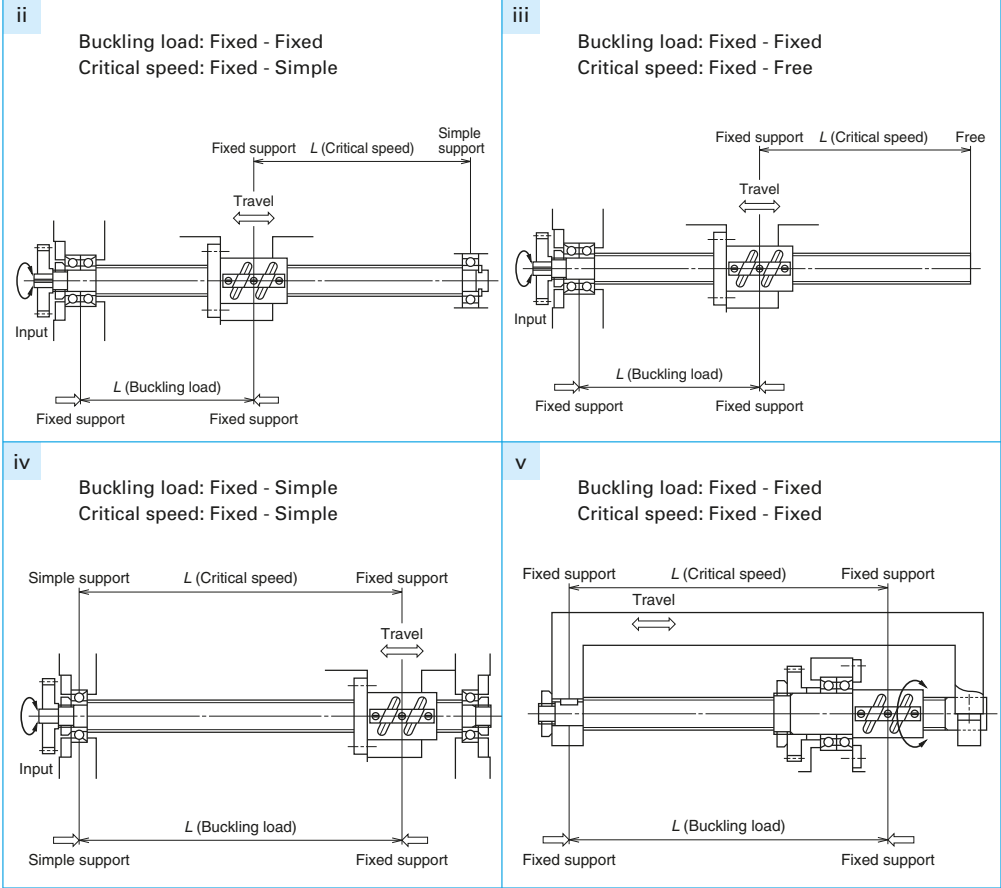 ii
Buckling load: Fixed - Fixed
Critical speed: Fixed - Simple
Fixed support
L (Critical speed)
Simple
support
Travel
Input
L (Buckling load)
Fixed support
Fixed support
iii
Buckling load: Fixed - Fixed
Critical speed: Fixed - Free
Fixed support
L (Critical speed)
Free
Travel
Input
L (Buckling load)
Fixed support
Fixed support
iv
Buckling load: Fixed - Simple
Critical speed: Fixed - Simple
Simple support
L (Critical speed)
Fixed support
Travel
Input
L (Buckling load)
Simple support
Fixed support
v
Buckling load: Fixed - Fixed
Critical speed: Fixed - Fixed
Fixed support
L (Critical speed)
Fixed support
Travel
L (Buckling load)
Fixed support
Fixed support